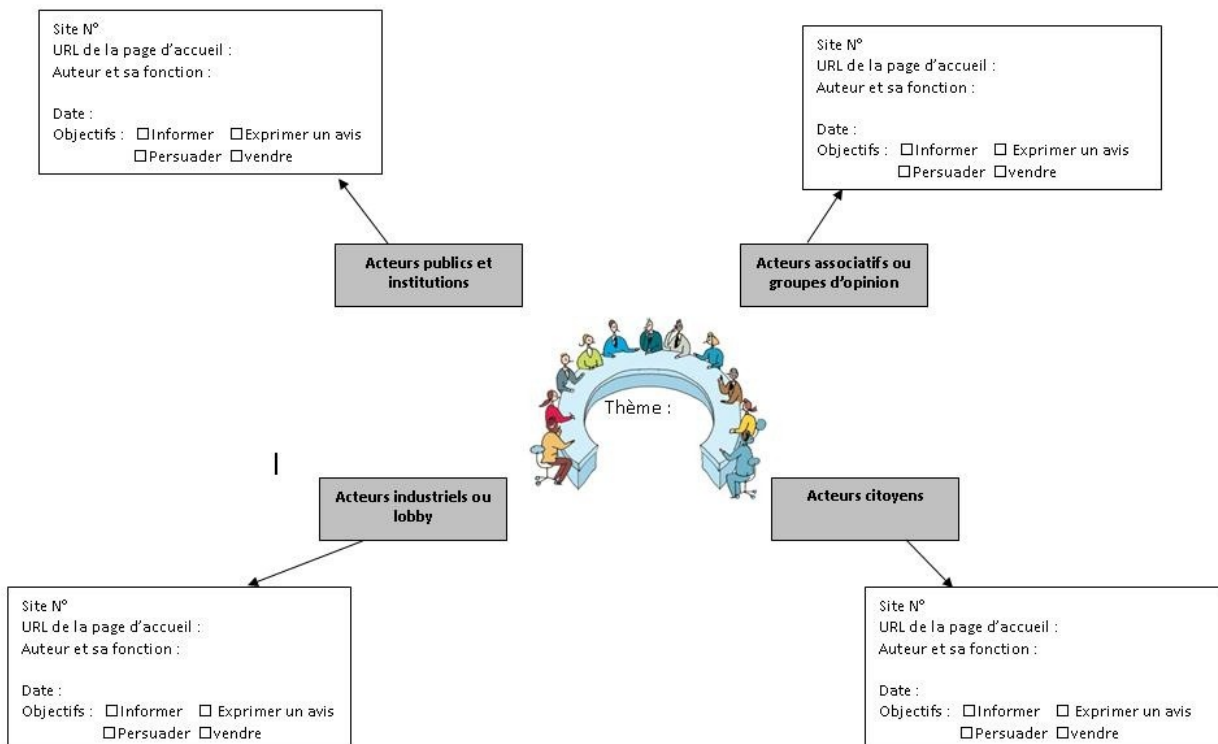 Site N°
URL de la page d'accueil :
Auteur et sa fonction :
Date :
Objectifs : □Informer □Exprimer un avis
□Persuader □vendre
Site N°
URL de la page d'accueil :
Auteur et sa fonction :
Date :
Objectifs : □Informer □ Exprimer un avis
□Persuader □vendre
Acteurs publics et
institutions
Acteurs associatifs ou
groupes d'opinion
Thème :
Acteurs industriels ou
lobby
Acteurs citoyens
Site N°
URL de la page d'accueil :
Auteur et sa fonction :
Date :
Objectifs : □Informer □ Exprimer un avis
□Persuader □vendre
Site N°
URL de la page d'accueil :
Auteur et sa fonction :
Date :
Objectifs : □Informer □ Exprimer un avis
□Persuader □vendre